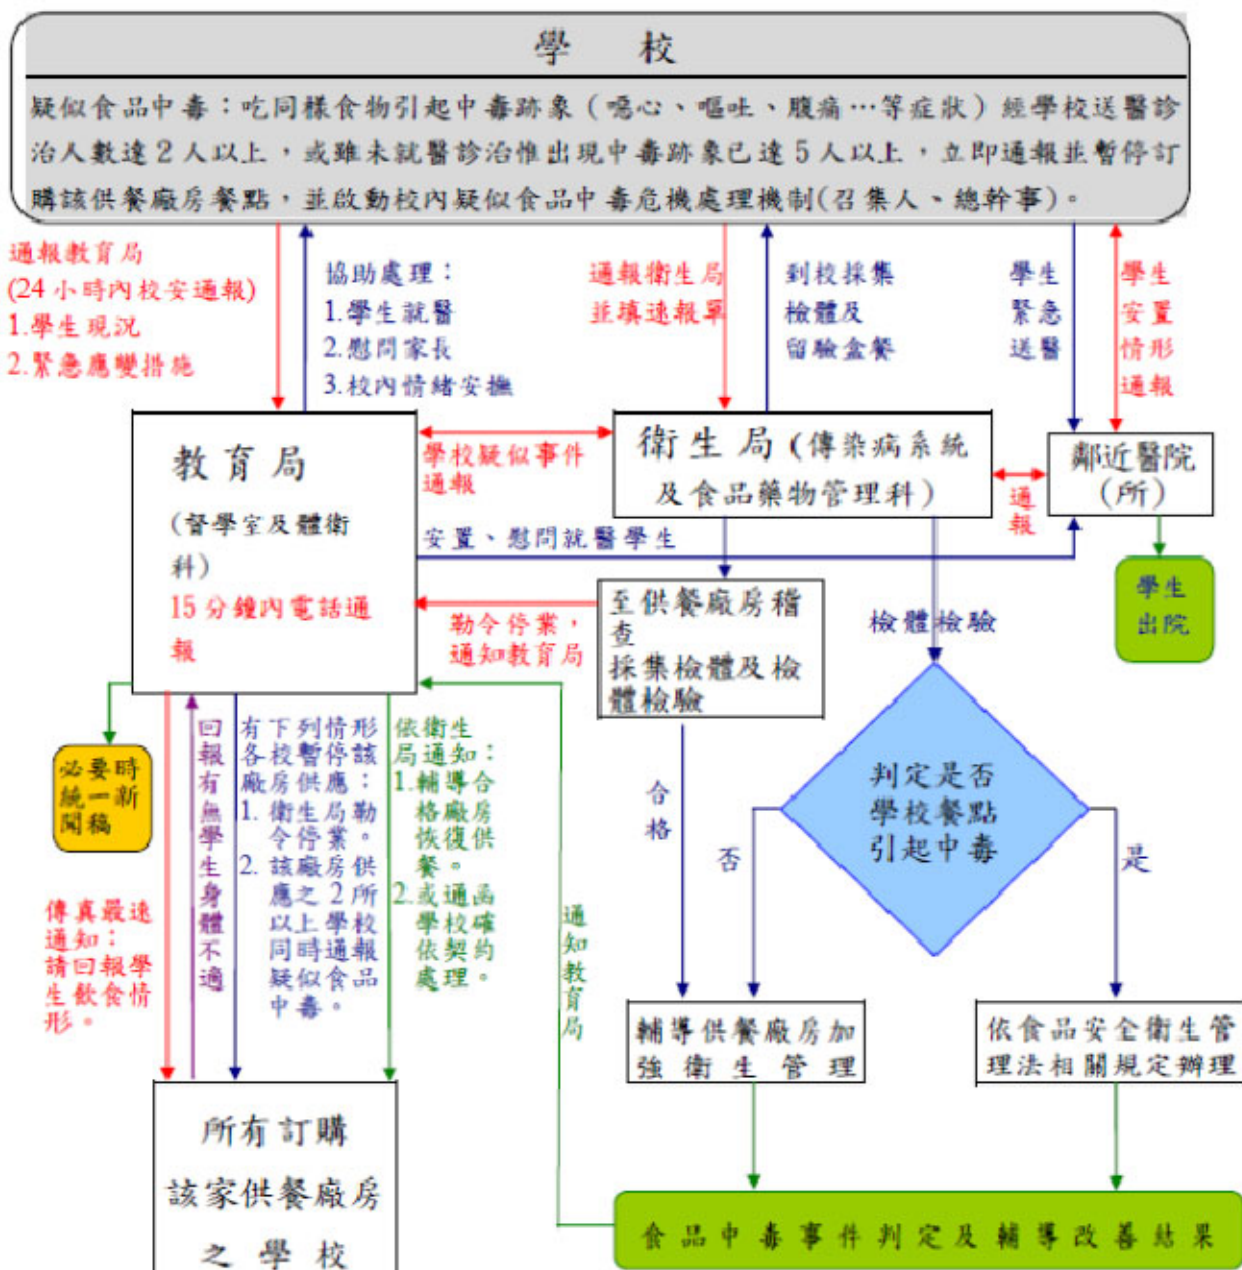 學校
疑似食品中毒：吃同樣食物引起中毒跡象（噁心、嘔吐、腹痛…等症狀）經學校送醫診
治人數達2人以上，或雖未就醫診治惟出現中毒跡象已達5人以上，立即通報並暫停訂
購該供餐廠房餐點，並啟動校內疑似食品中毒危機處理機制(召集人、總幹事)。
通報教育局
(24小時內校安通報)
1.學生現況
2.緊急應變措施
協助處理：
1.學生就醫
2.慰問家長
3.校內情緒安撫
通報衛生局
並填速報單
到校採集
檢體及
留驗盒餐
學生
緊急
送醫
學生
安置
情形
通報
教育局
(督學室及體衛
科)
15分鐘內電話通
報
學校疑似事件
通報
衛生局(傳染病系統
及食品藥物管理科)
通報
鄰近醫院
(所)
安置、慰問就醫學生
勒令停業，
通知教育局
至供餐廠房稽
查
採集檢體及檢
體檢驗
檢體檢驗
學生
出院
必要時
統一新
聞稿
傳真最速
通知：
請回報學
生飲食情
形。
回報有無學生身體不適
有下列情形
各校暫停該
廠房供應：
1. 衛生局勒
令停業。
2. 該廠房供
應之2所
以上學校
同時通報
疑似食品
中毒。
依衛生
局通知：
1.輔導合
格廠房
恢復供
餐。
2.或通函
學校確
依契約
處理。
通知教育局
合格
否
判定是否
學校餐點
引起中毒
是
輔導供餐廠房加
強衛生管理
依食品安全衛生管
理法相關規定辦理
所有訂購
該家供餐廠房
之學校
食品中毒事件判定及輔導改善結果